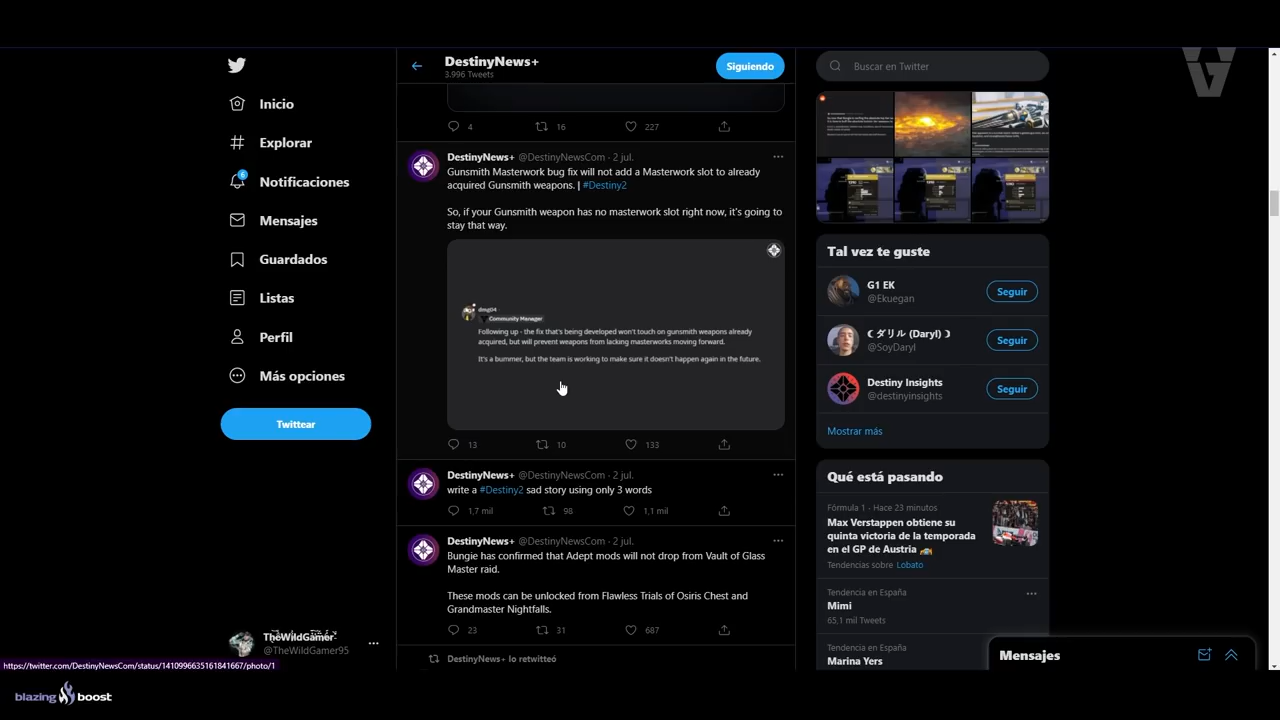 DestinyNews+
3.996 Tweets
Siguiendo
Buscar en Twitter
Inicio
Explorar
6
Notificaciones
Mensajes
Guardados
Listas
Perfil
Más opciones
Twittear
TheWildGamer
@TheWildGamer95
4 16 227
DestinyNews+ @DestinyNewsCom · 2 jul.
Gunsmith Masterwork bug fix will not add a Masterwork slot to already
acquired Gunsmith weapons. | #Destiny2
So, if your Gunsmith weapon has no masterwork slot right now, it's going to
stay that way.
dmg04
Community Manager
Following up - the fix that's being developed won't touch on gunsmith weapons already
acquired, but will prevent weapons from lacking masterworks moving forward.
It's a bummer, but the team is working to make sure it doesn't happen again in the future.
13 10 133
DestinyNews+ @DestinyNewsCom · 2 jul.
write a #Destiny2 sad story using only 3 words
1,7 mil 98 1,1 mil
DestinyNews+ @DestinyNewsCom · 2 jul.
Bungie has confirmed that Adept mods will not drop from Vault of Glass
Master raid.
These mods can be unlocked from Flawless Trials of Osiris Chest and
Grandmaster Nightfalls.
23 31 687
DestinyNews+ lo retwitteó
Tal vez te guste
G1 EK
@Ekuegan
Seguir
☾ダリル (Daryl)☽
@SoyDaryl
Seguir
Destiny Insights
@destinyinsights
Seguir
Mostrar más
Qué está pasando
Fórmula 1 · Hace 23 minutos
Max Verstappen obtiene su
quinta victoria de la temporada
en el GP de Austria
Tendencias sobre Lobato
Tendencia en España
Mimi
65,1 mil Tweets
Tendencia en España
Marina Yers
Mensajes
https://twitter.com/DestinyNewsCom/status/1410996635161841667/photo/1
blazing boost